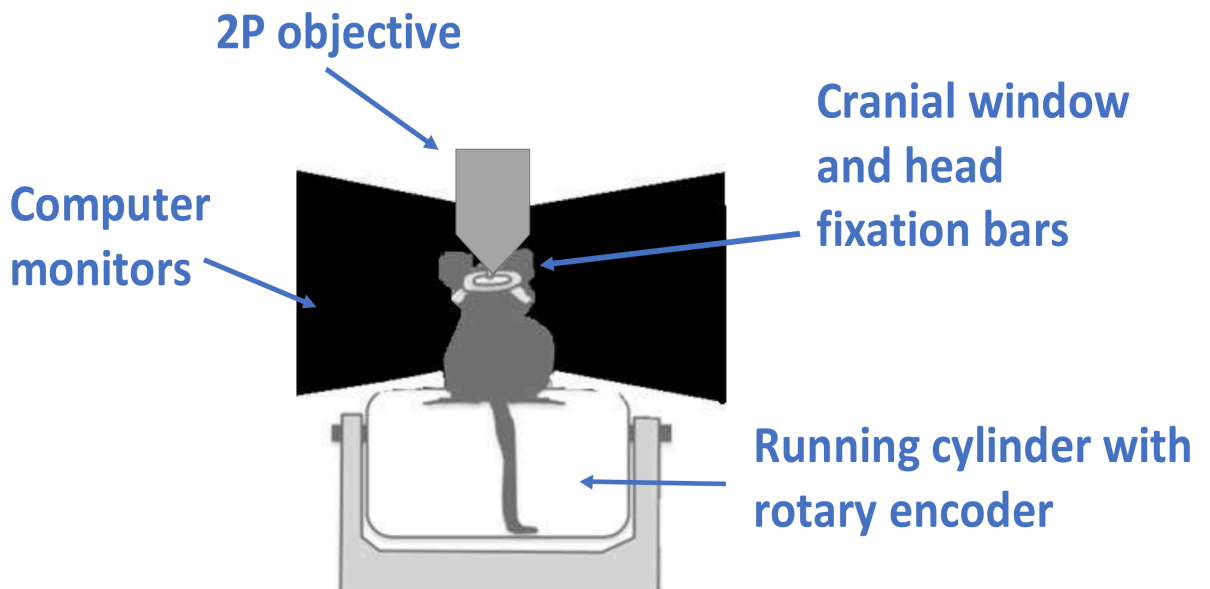 2P objective
Cranial window
and head
fixation bars
Computer
monitors
Running cylinder with
rotary encoder